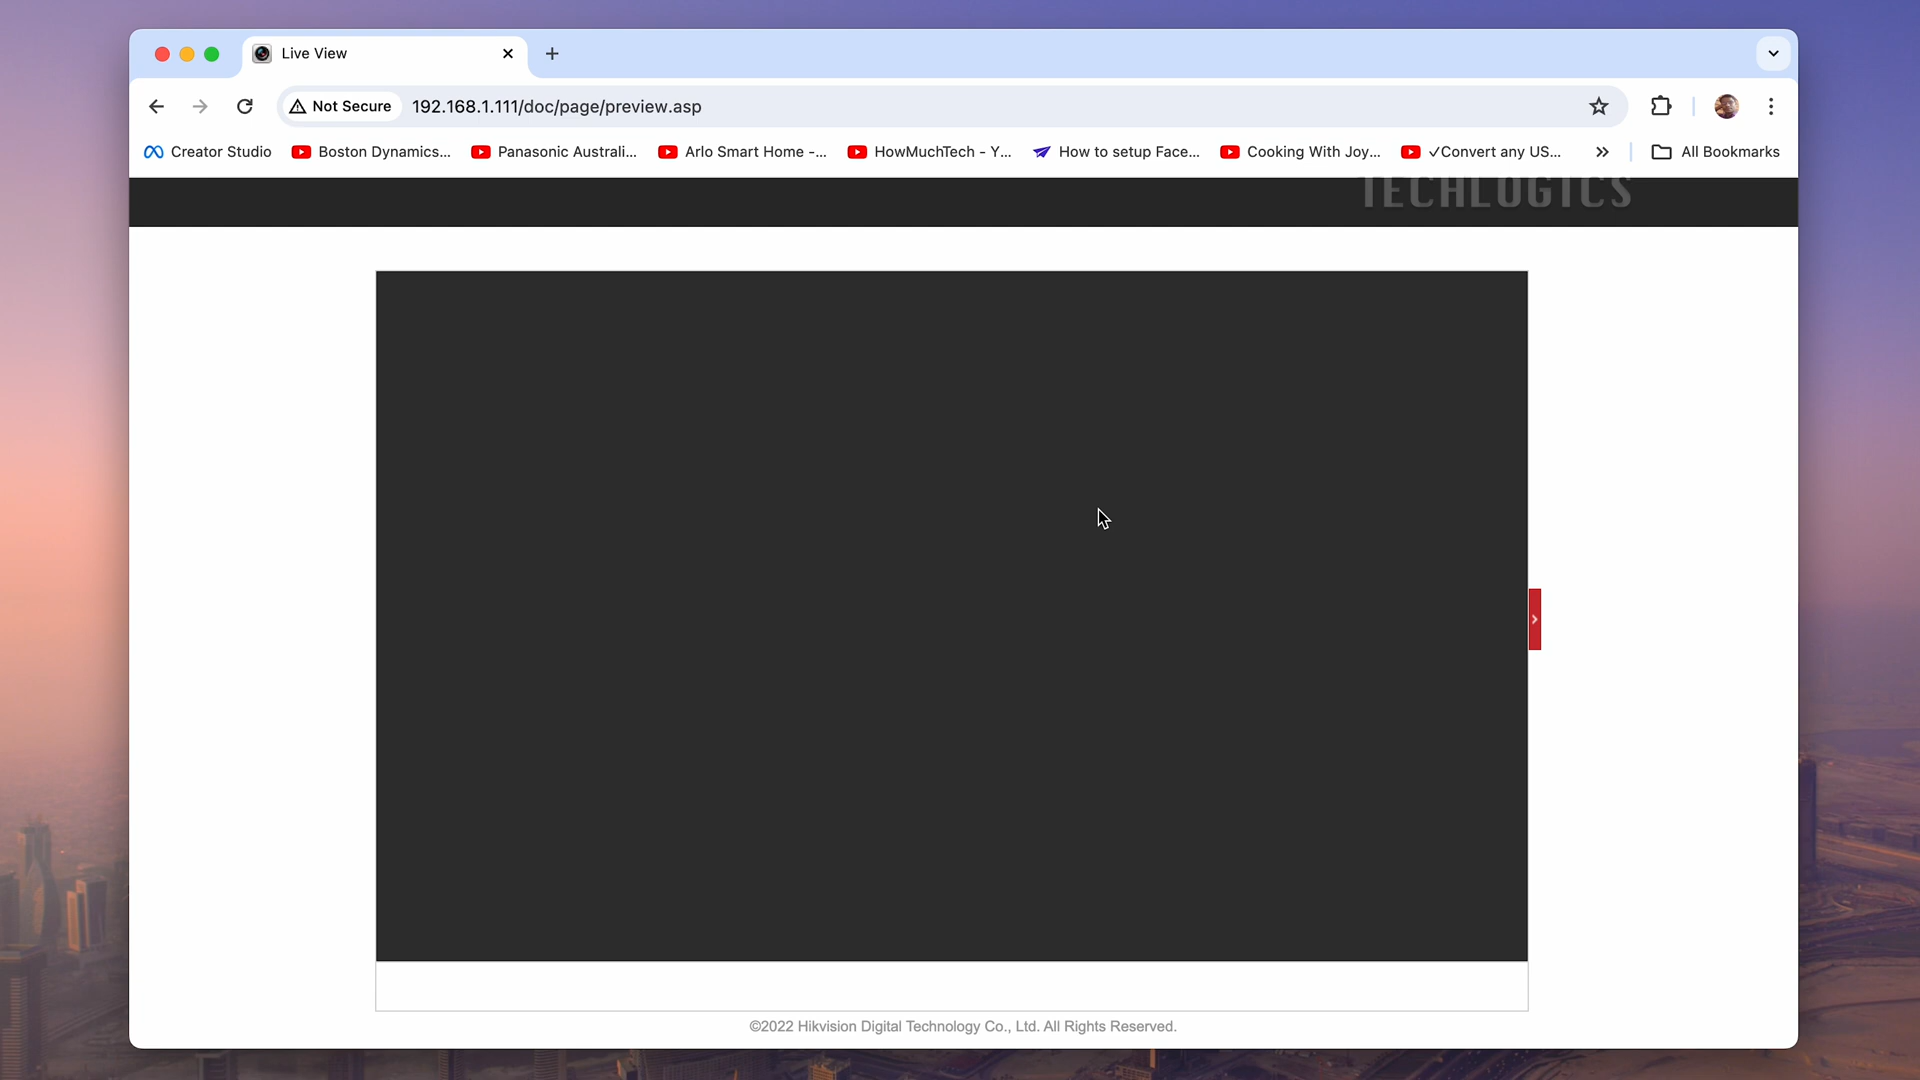 Live View
Not Secure 192.168.1.111/doc/page/preview.asp
Creator Studio Boston Dynamics... Panasonic Australi... Arlo Smart Home -... HowMuchTech - Y... How to setup Face... Cooking With Joy... ✓Convert any US... All Bookmarks
TECHLOGICS
©2022 Hikvision Digital Technology Co., Ltd. All Rights Reserved.